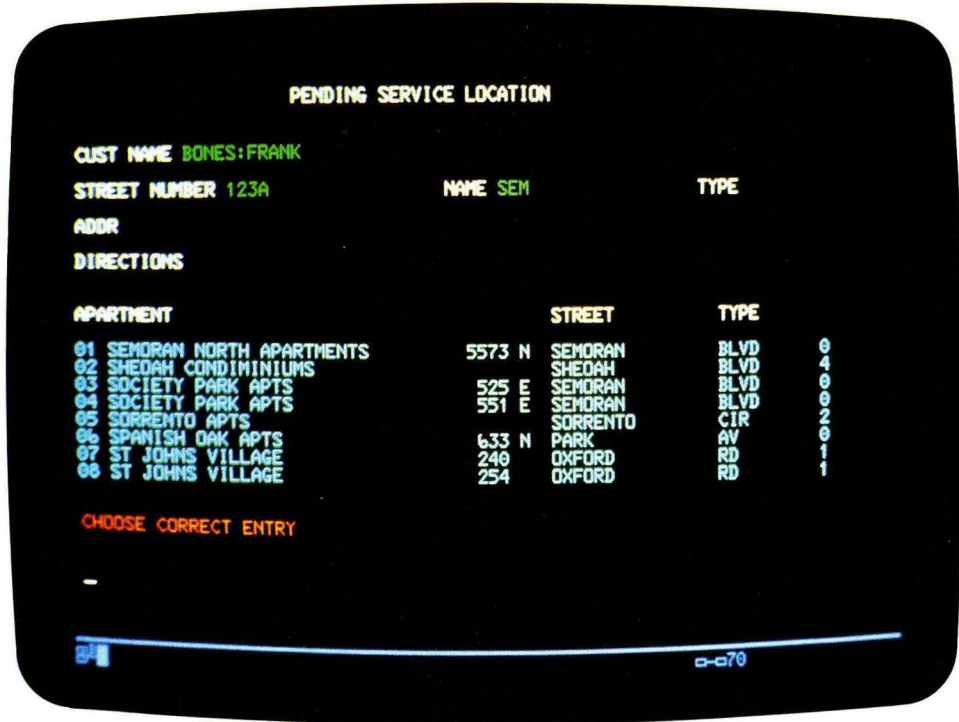 PENDING SERVICE LOCATION
CUST NAME BONES:FRANK
STREET NUMBER 123A NAME SEM TYPE
ADDR
DIRECTIONS
APARTMENT STREET TYPE
01 SEMORAN NORTH APARTMENTS 5573 N SEMORAN BLVD 0
02 SHEOAH CONDIMINIUMS SHEOAH BLVD 4
03 SOCIETY PARK APTS 525 E SEMORAN BLVD 0
04 SOCIETY PARK APTS 551 E SEMORAN BLVD 0
05 SORRENTO APTS SORRENTO CIR 2
06 SPANISH OAK APTS 633 N PARK AV 0
07 ST JOHNS VILLAGE 240 OXFORD RD 1
08 ST JOHNS VILLAGE 254 OXFORD RD 1
CHOOSE CORRECT ENTRY
70